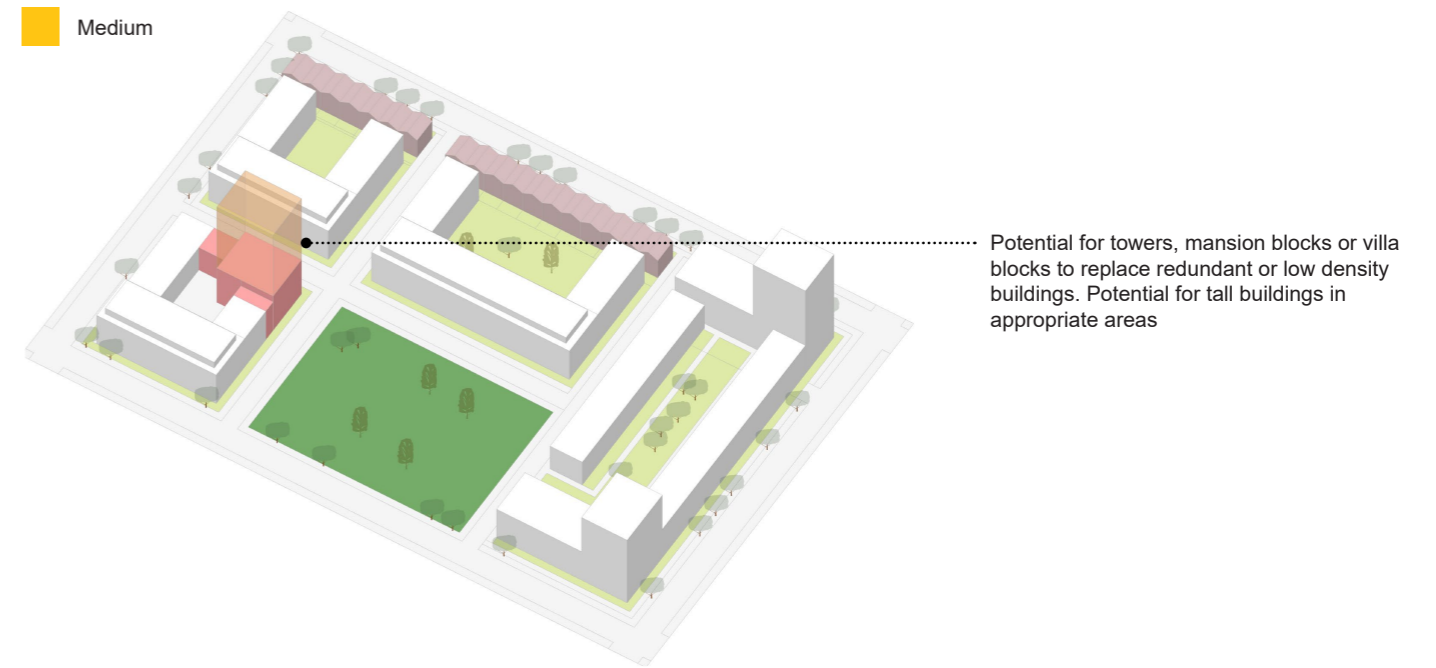 Medium
Potential for towers, mansion blocks or villa
blocks to replace redundant or low density
buildings. Potential for tall buildings in
appropriate areas